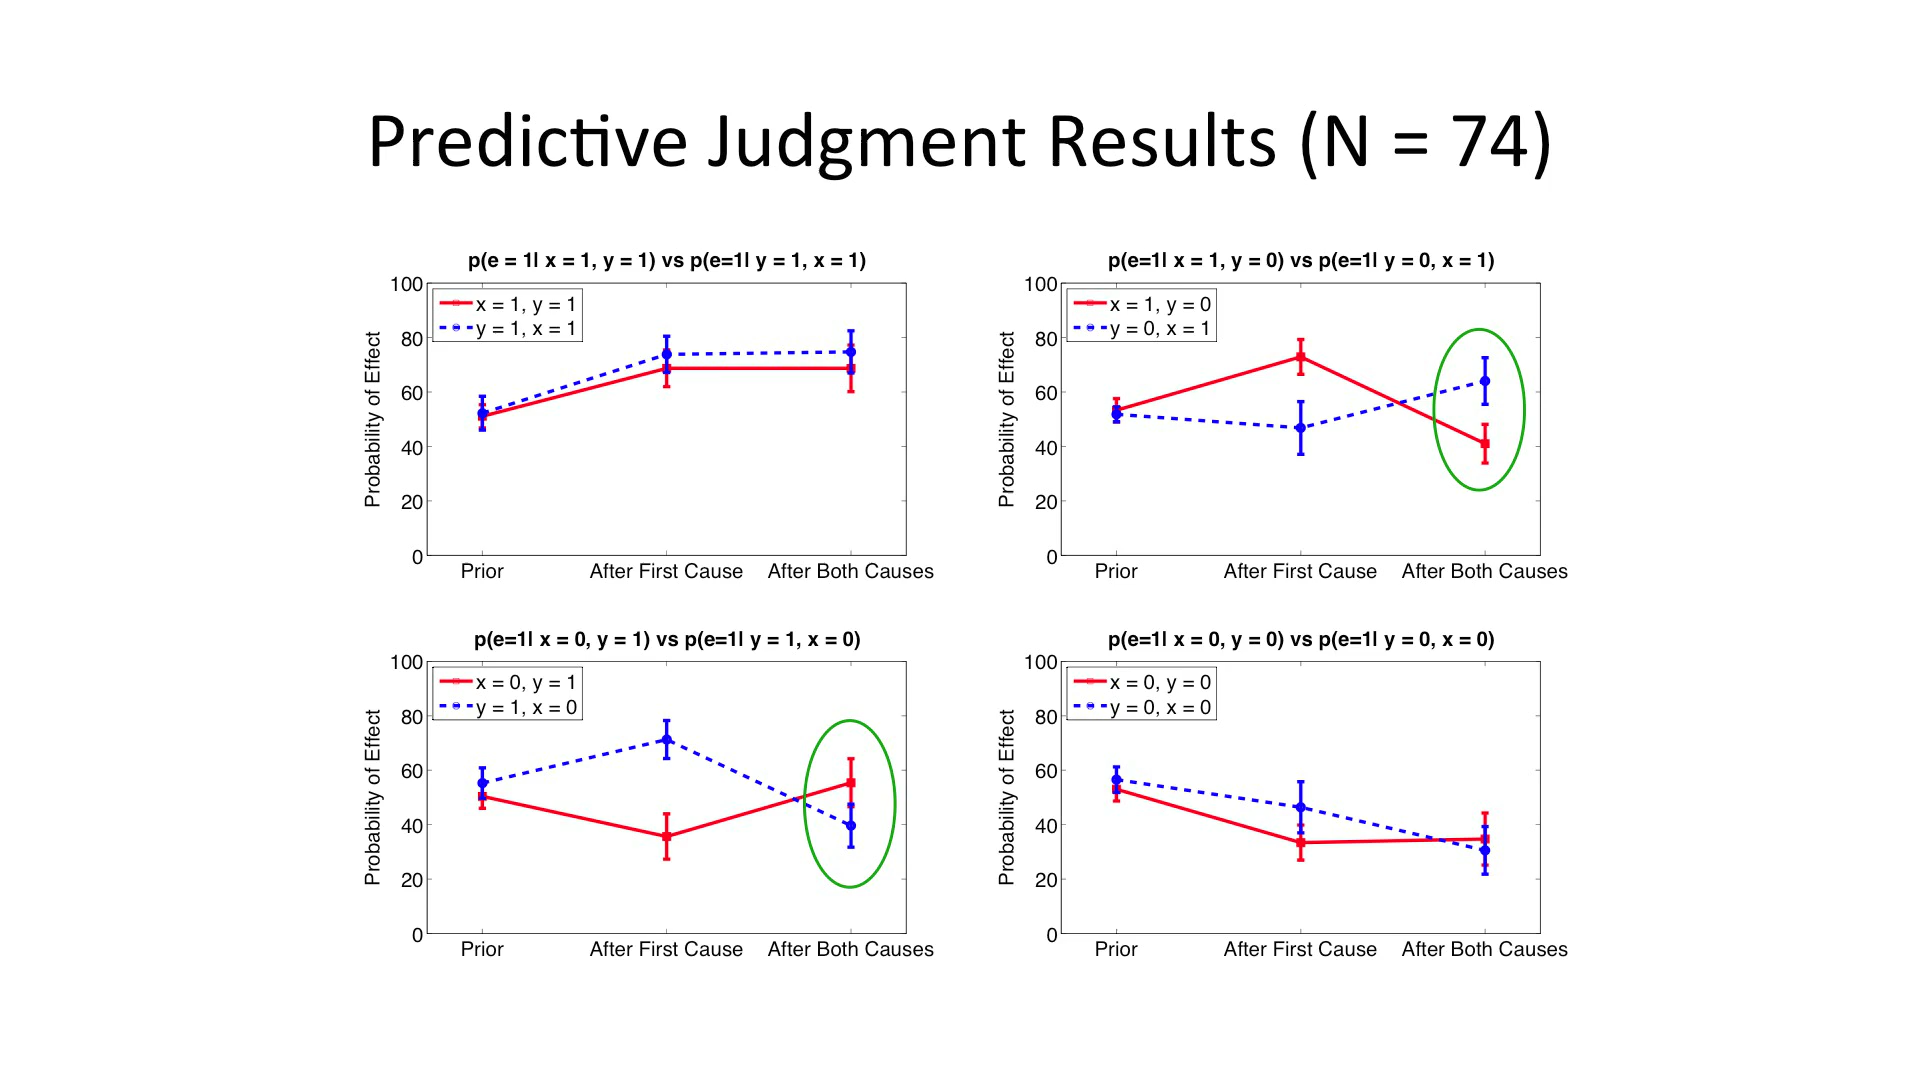 Predictive Judgment Results (N = 74)
p(e = 1| x = 1, y = 1) vs p(e=1| y = 1, x = 1)
100
80
60
40
20
0
Probability of Effect
x = 1, y = 1
y = 1, x = 1
Prior
After First Cause
After Both Causes
p(e=1| x = 1, y = 0) vs p(e=1| y = 0, x = 1)
100
80
60
40
20
0
Probability of Effect
x = 1, y = 0
y = 0, x = 1
Prior
After First Cause
After Both Causes
p(e=1| x = 0, y = 1) vs p(e=1| y = 1, x = 0)
100
80
60
40
20
0
Probability of Effect
x = 0, y = 1
y = 1, x = 0
Prior
After First Cause
After Both Causes
p(e=1| x = 0, y = 0) vs p(e=1| y = 0, x = 0)
100
80
60
40
20
0
Probability of Effect
x = 0, y = 0
y = 0, x = 0
Prior
After First Cause
After Both Causes